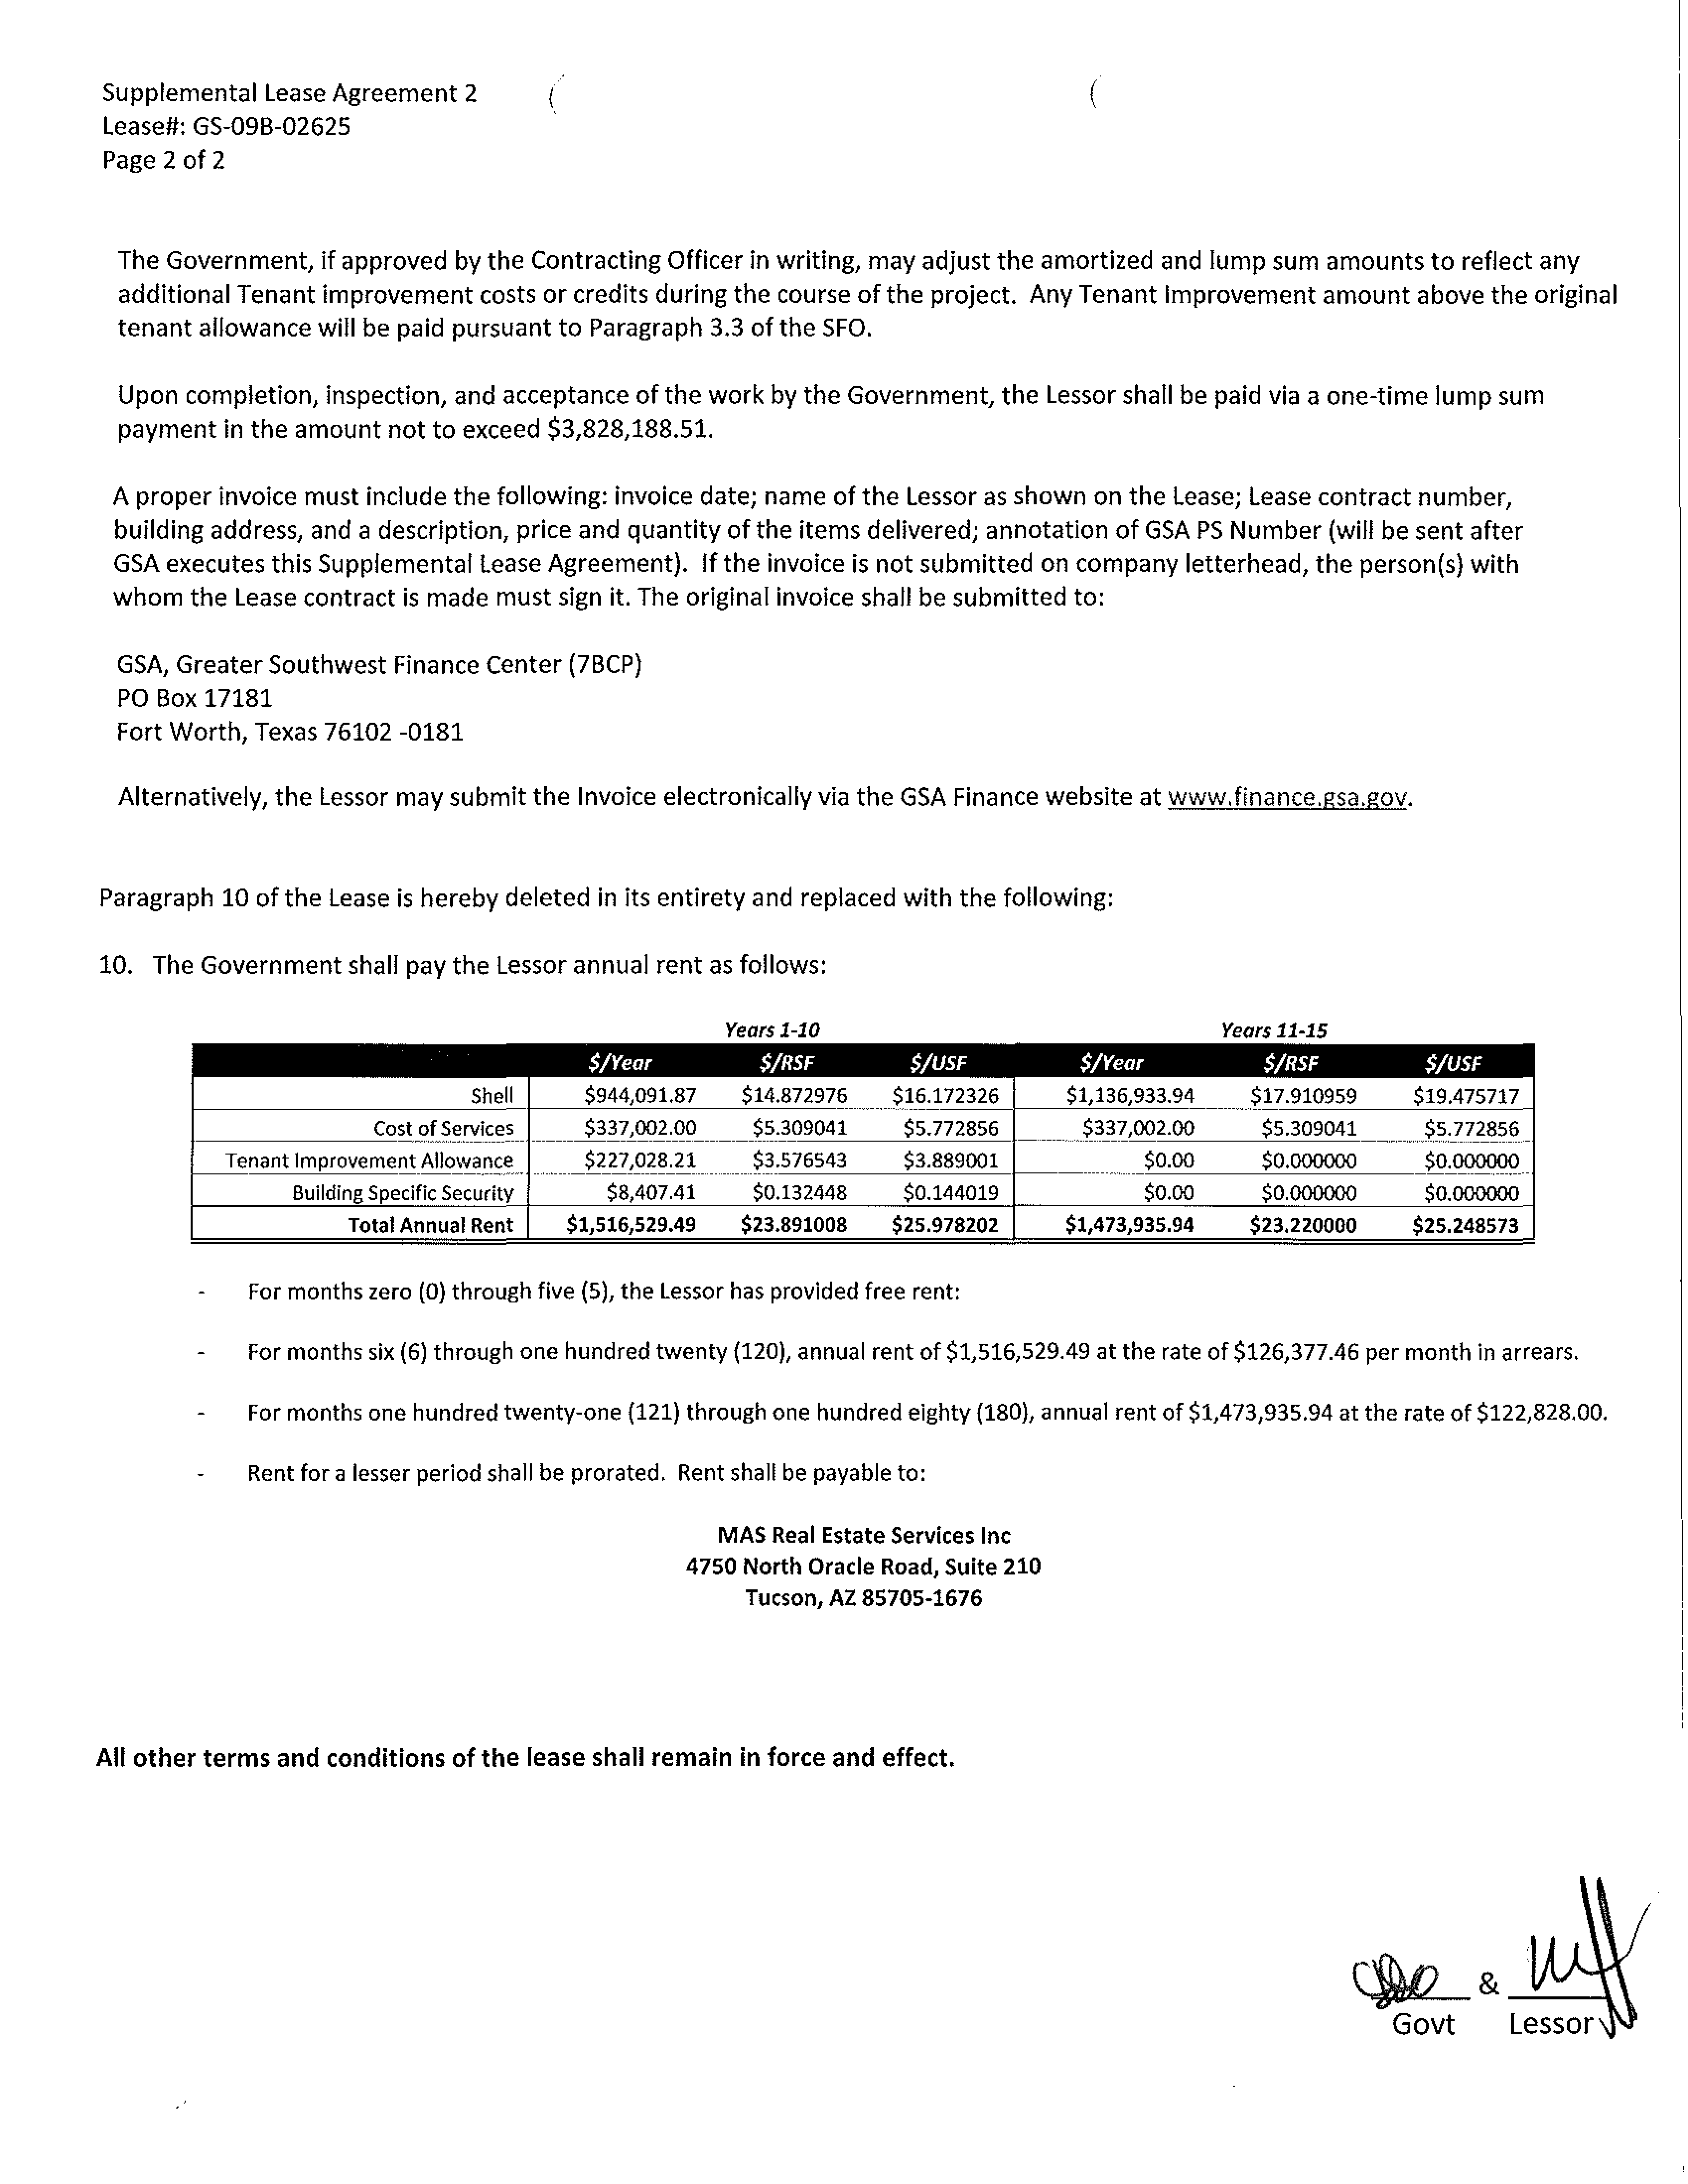 Supplemental Lease Agreement 2
Lease#: GS-09B-02625
Page 2 of 2
The Government, if approved by the Contracting Officer in writing, may adjust the amortized and lump sum amounts to reflect any
additional Tenant improvement costs or credits during the course of the project. Any Tenant Improvement amount above the original
tenant allowance will be paid pursuant to Paragraph 3.3 of the SFO.
Upon completion, inspection, and acceptance of the work by the Government, the Lessor shall be paid via a one-time lump sum
payment in the amount not to exceed $3,828,188.51.
A proper invoice must include the following: invoice date; name of the Lessor as shown on the Lease; Lease contract number,
building address, and a description, price and quantity of the items delivered; annotation of GSA PS Number (will be sent after
GSA executes this Supplemental Lease Agreement). If the invoice is not submitted on company letterhead, the person(s) with
whom the Lease contract is made must sign it. The original invoice shall be submitted to:
GSA, Greater Southwest Finance Center (7BCP)
PO Box 17181
Fort Worth, Texas 76102 -0181
Alternatively, the Lessor may submit the Invoice electronically via the GSA Finance website at www.finance.gsa.gov.
Paragraph 10 of the Lease is hereby deleted in its entirety and replaced with the following:
10. The Government shall pay the Lessor annual rent as follows:
Years 1-10 Years 11-15
$/Year $/RSF $/USF $/Year $/RSF $/USF
Shell $944,091.87 $14.872976 $16.172326 $1,136,933.94 $17.910959 $19.475717
Cost of Services $337,002.00 $5.309041 $5.772856 $337,002.00 $5.309041 $5.772856
Tenant Improvement Allowance $227,028.21 $3.576543 $3.889001 $0.00 $0.000000 $0.000000
Building Specific Security $8,407.41 $0.132448 $0.144019 $0.00 $0.000000 $0.000000
Total Annual Rent $1,516,529.49 $23.891008 $25.978202 $1,473,935.94 $23.220000 $25.248573
- For months zero (0) through five (5), the Lessor has provided free rent:
- For months six (6) through one hundred twenty (120), annual rent of $1,516,529.49 at the rate of $126,377.46 per month in arrears.
- For months one hundred twenty-one (121) through one hundred eighty (180), annual rent of $1,473,935.94 at the rate of $122,828.00.
- Rent for a lesser period shall be prorated. Rent shall be payable to:
MAS Real Estate Services Inc
4750 North Oracle Road, Suite 210
Tucson, AZ 85705-1676
All other terms and conditions of the lease shall remain in force and effect.
&
Govt Lessor